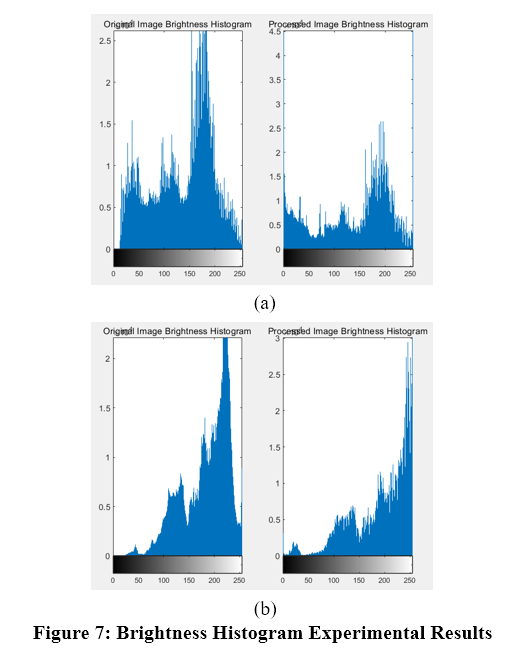 Original Image Brightness Histogram Processed Image Brightness Histogram
2.5 4.5
4
2 3.5
3
1.5 2.5
2
1 1.5
0.5 1
0.5
0 0
0 50 100 150 200 250 0 50 100 150 200 250
(a)
Original Image Brightness Histogram Processed Image Brightness Histogram
3
2 2.5
1.5 2
1.5
1
1
0.5 0.5
0 0
0 50 100 150 200 250 0 50 100 150 200 250
(b)
Figure 7: Brightness Histogram Experimental Results